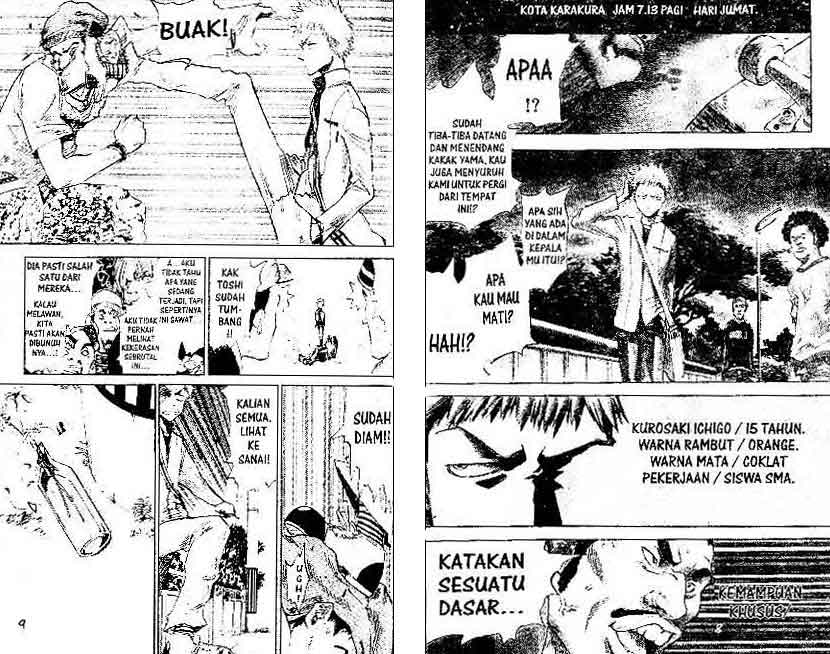 KOTA KARAKURA JAM 7.13 PAGI HARI JUMAT.
APAA
!?
SUDAH
TIBA-TIBA DATANG
DAN MENENDANG
KAKAK YAMA, KAU
JUGA MENYURUH
KAMI UNTUK PERGI
DARI TEMPAT
INI!?
APA SIH
YANG ADA
DI DALAM
KEPALA
MU ITU!?
APA
KAU MAU
MATI?
HAH!?
KUROSAKI ICHIGO / 15 TAHUN.
WARNA RAMBUT / ORANGE.
WARNA MATA / COKLAT
PEKERJAAN / SISWA SMA.
KEMAMPUAN
KHUSUS/
KATAKAN
SESUATU
DASAR...
8
BUAK!
KAK
TOSHI
SUDAH
TUM-
BANG
!!
A... AKU
TIDAK TAHU
APA YANG
SEDANG
TERJADI, TAPI
SEPERTINYA
INI SAWAT...
AKU TIDAK
PERNAH
MELIHAT
KEKERASAN
SEBRUTAL
INI...
DIA PASTI SALAH
SATU DARI
MEREKA...
KALAU
MELAWAN,
KITA
PASTI AKAN
DIBUNUH
NYA...!
SUDAH
DIAM!!
UGH!
KALIAN
SEMUA.
LIHAT
KE
SANA!!
9